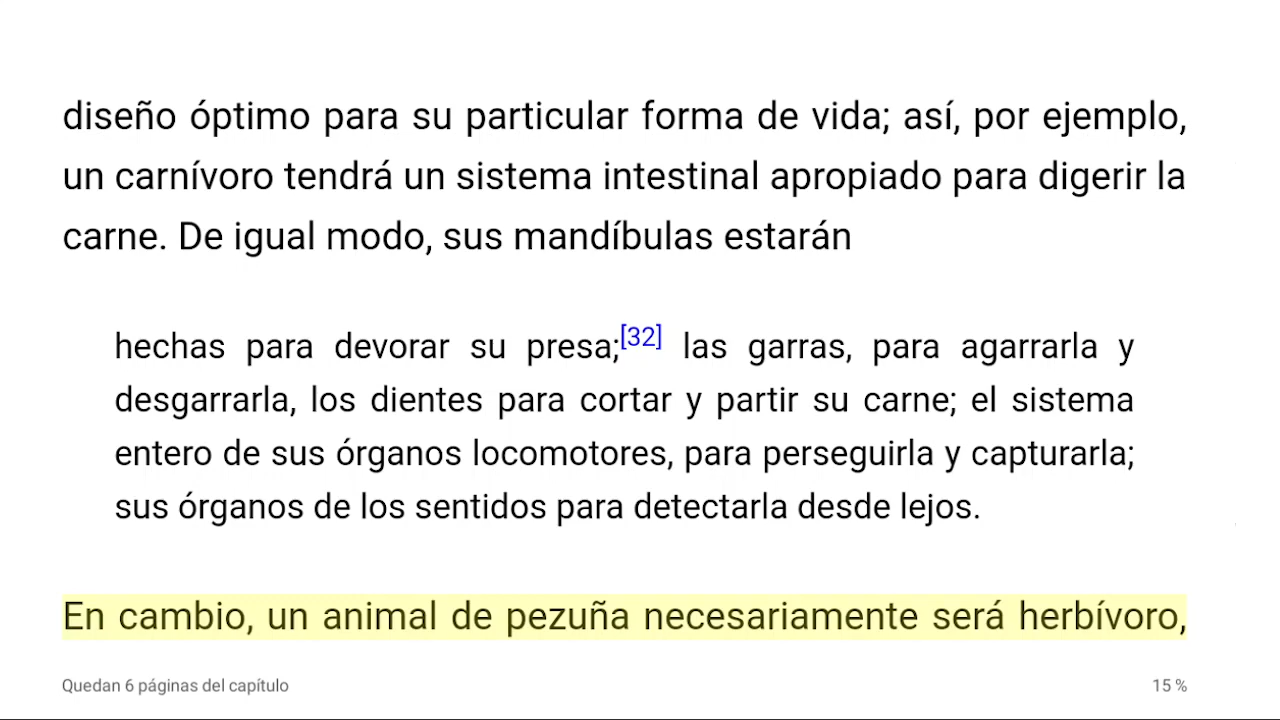 diseño óptimo para su particular forma de vida; así, por ejemplo,
un carnívoro tendrá un sistema intestinal apropiado para digerir la
carne. De igual modo, sus mandíbulas estarán
hechas para devorar su presa;[32] las garras, para agarrarla y
desgarrarla, los dientes para cortar y partir su carne; el sistema
entero de sus órganos locomotores, para perseguirla y capturarla;
sus órganos de los sentidos para detectarla desde lejos.
En cambio, un animal de pezuña necesariamente será herbívoro,
Quedan 6 páginas del capítulo 15 %